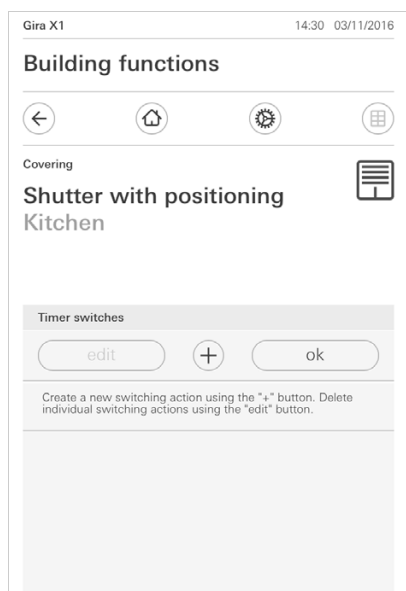 Gira X1 14:30 03/11/2016
Building functions
Covering
Shutter with positioning
Kitchen
Timer switches
edit + ok
Create a new switching action using the "+" button. Delete
individual switching actions using the "edit" button.